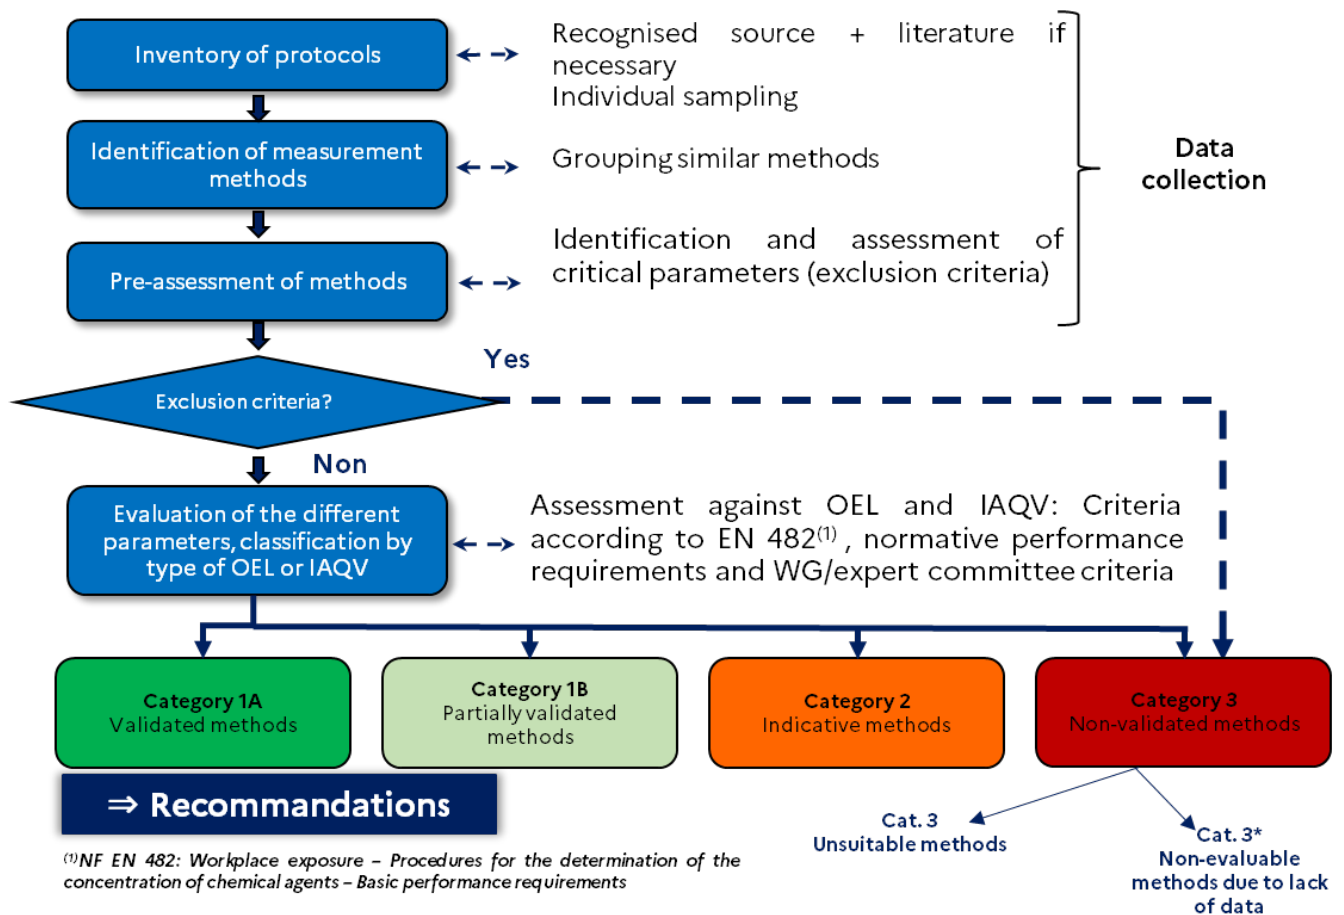 Inventory of protocols
Recognised source + literature if
necessary
Individual sampling
Identification of measurement
methods
Grouping similar methods
Data
collection
Pre-assessment of methods
Identification and assessment of
critical parameters (exclusion criteria)
Yes
Exclusion criteria?
Non
Evaluation of the different
parameters, classification by
type of OEL or IAQV
Assessment against OEL and IAQV: Criteria
according to EN 482(1) , normative performance
requirements and WG/expert committee criteria
Category 1A
Validated methods
Category 1B
Partially validated
methods
Category 2
Indicative methods
Category 3
Non-validated methods
⇒ Recommandations
Cat. 3
Unsuitable methods
Cat. 3*
Non-evaluable
methods due to lack
of data
(1)NF EN 482: Workplace exposure – Procedures for the determination of the
concentration of chemical agents – Basic performance requirements